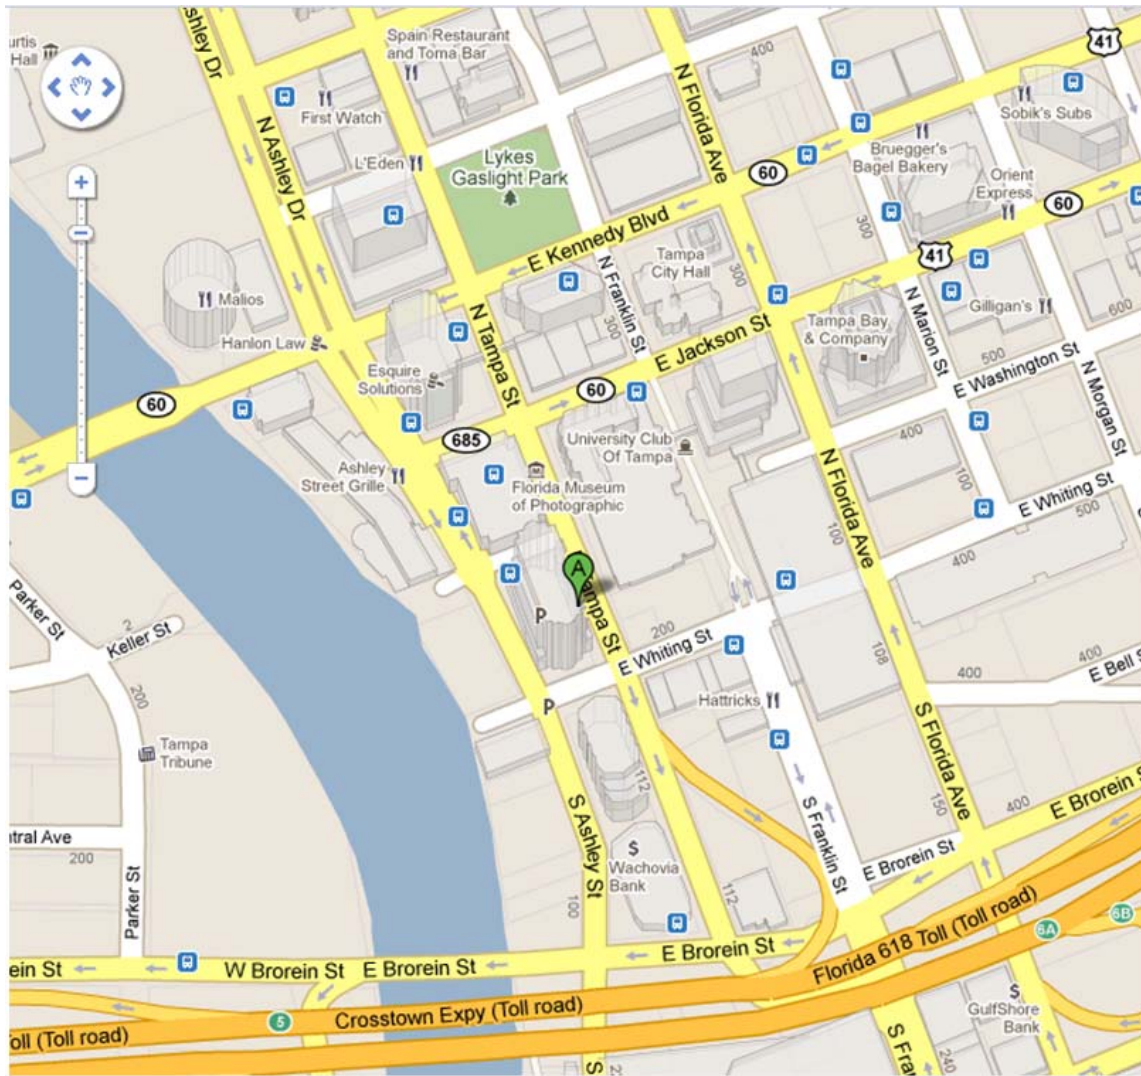 Ashley Dr
Spain Restaurant
and Toma Bar
400
41
urtis
Hall
N Florida Ave
Sobik's Subs
First Watch
N Ashley Dr
L'Eden
Lykes
Gaslight Park
Bruegger's
Bagel Bakery
60
Orient
Express
60
300
E Kennedy Blvd
N Franklin St
Tampa
City Hall
300
41
Malios
N Tampa St
300
N Marion St
Gilligan's
600
Hanlon Law
E Jackson St
Tampa Bay
& Company
500
E Washington St
Esquire
Solutions
60
60
N Morgan St
685
University Club
Of Tampa
400
Ashley
Street Grille
Florida Museum
of Photographic
N Florida Ave
100
E Whiting St
500
100
A
400
Tampa St
P
Parker St
2
Keller St
200
E Whiting St
108
400
400
E Bell S
200
P
Hattricks
Tampa
Tribune
S Florida Ave
112
S Franklin St
150
400
E Brorein S
ntral Ave
200
S Ashley St
$
Wachovia
Bank
E Brorein St
Parker St
100
112
6B
6A
rein St
W Brorein St
E Brorein St
E Brorein St
Florida 618 Toll (Toll road)
5
Crosstown Expy (Toll road)
oll (Toll road)
$
GulfShore
Bank
S
S Fran
240